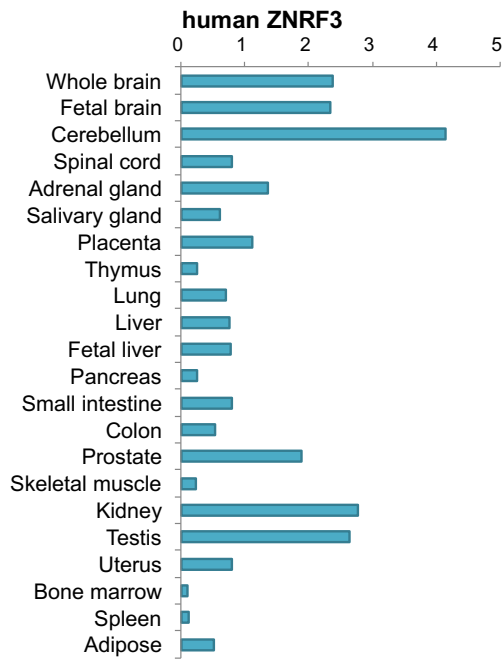 human ZNRF3
0 1 2 3 4 5
Whole brain
Fetal brain
Cerebellum
Spinal cord
Adrenal gland
Salivary gland
Placenta
Thymus
Lung
Liver
Fetal liver
Pancreas
Small intestine
Colon
Prostate
Skeletal muscle
Kidney
Testis
Uterus
Bone marrow
Spleen
Adipose